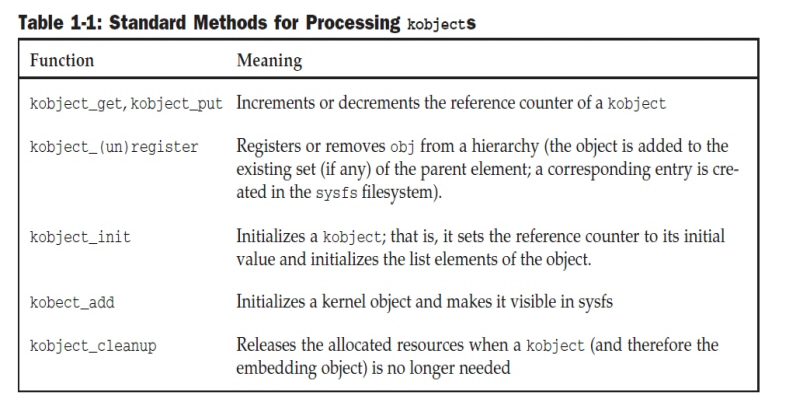 Table 1-1: Standard Methods for Processing kobjects
Function Meaning
kobject_get, kobject_put Increments or decrements the reference counter of a kobject
kobject_(un)register Registers or removes obj from a hierarchy (the object is added to the
existing set (if any) of the parent element; a corresponding entry is cre-
ated in the sysfs filesystem).
kobject_init Initializes a kobject; that is, it sets the reference counter to its initial
value and initializes the list elements of the object.
kobect_add Initializes a kernel object and makes it visible in sysfs
kobject_cleanup Releases the allocated resources when a kobject (and therefore the
embedding object) is no longer needed